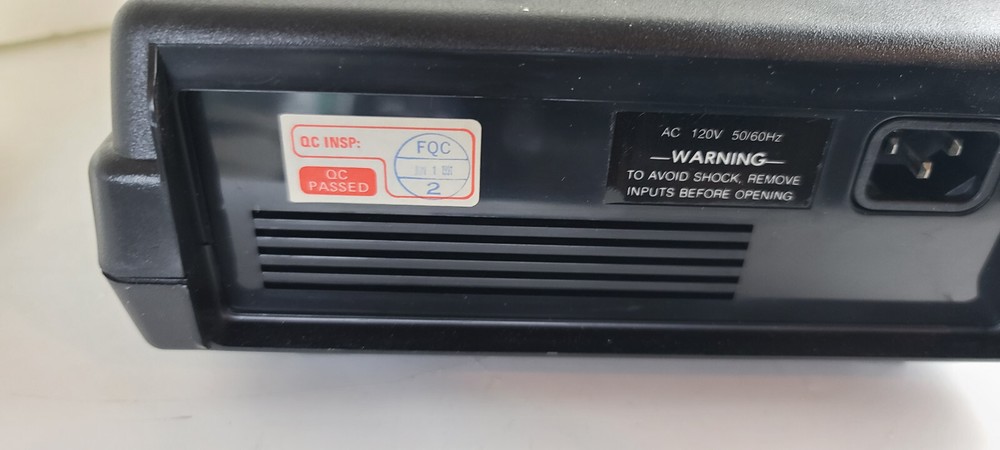 QC INSP:
QC
PASSED
FQC
2
AC 120V 50/60Hz
—WARNING—
TO AVOID SHOCK, REMOVE
INPUTS BEFORE OPENING